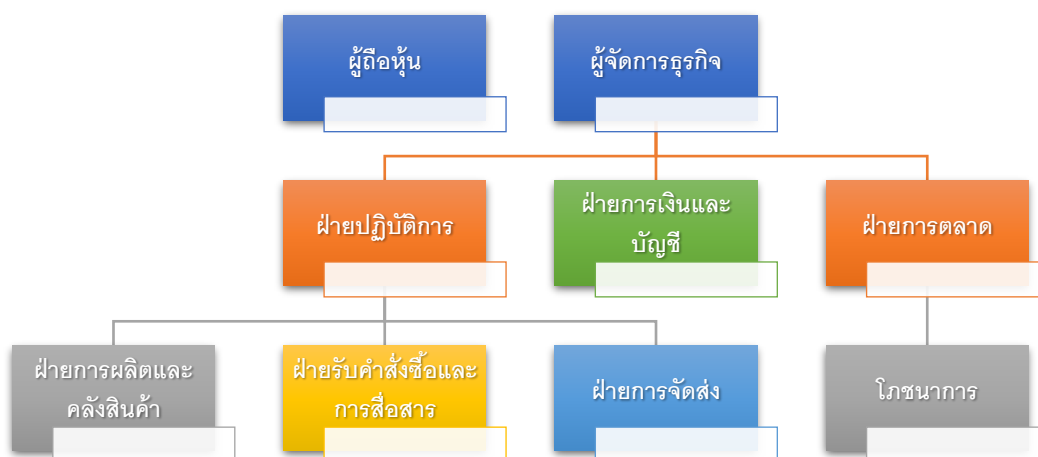 ผู้ถือหุ้น
ผู้จัดการธุรกิจ
ฝ่ายปฏิบัติการ
ฝ่ายการเงินและ
บัญชี
ฝ่ายการตลาด
ฝ่ายการผลิตและ
คลังสินค้า
ฝ่ายรับคำสั่งซื้อและ
การสื่อสาร
ฝ่ายการจัดส่ง
โภชนาการ